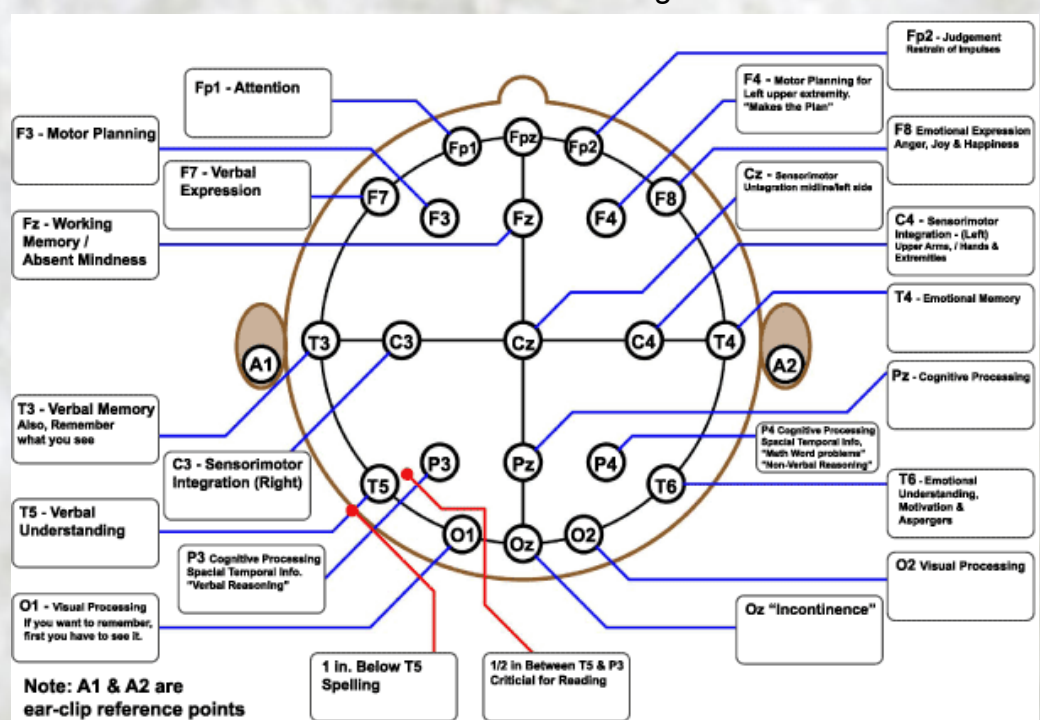 Fp2 - Judgement
Restrain of Impulses
F4 - Motor Planning for
Left upper extremity.
"Makes the Plan"
Fp1 - Attention
F3 - Motor Planning
F8 Emotional Expression
Anger, Joy & Happiness
F7 - Verbal
Expression
Cz - Sensorimotor
Untagration midline/left side
Fz - Working
Memory /
Absent Mindness
C4 - Sensorimotor
Integration - (Left)
Upper Arms, / Hands &
Extremities
T4 - Emotional Memory
Fp1
Fpz
Fp2
F7
F3
Fz
F4
F8
A1
T3
C3
Cz
C4
T4
A2
T5
P3
Pz
P4
T6
O1
Oz
O2
Pz - Cognitive Processing
T3 - Verbal Memory
Also, Remember
what you see
P4 Cognitive Processing
Spacial Temporal Info,
"Math Word problems"
"Non-Verbal Reasoning"
C3 - Sensorimotor
Integration (Right)
T6 - Emotional
Understanding,
Motivation &
Aspergers
T5 - Verbal
Understanding
P3 Cognitive Processing
Spacial Temporal Info.
"Verbal Reasoning"
O2 Visual Processing
O1 - Visual Processing
If you want to remember,
first you have to see it.
Oz "Incontinence"
1 in. Below T5
Spelling
1/2 in Between T5 & P3
Criticial for Reading
Note: A1 & A2 are
ear-clip reference points